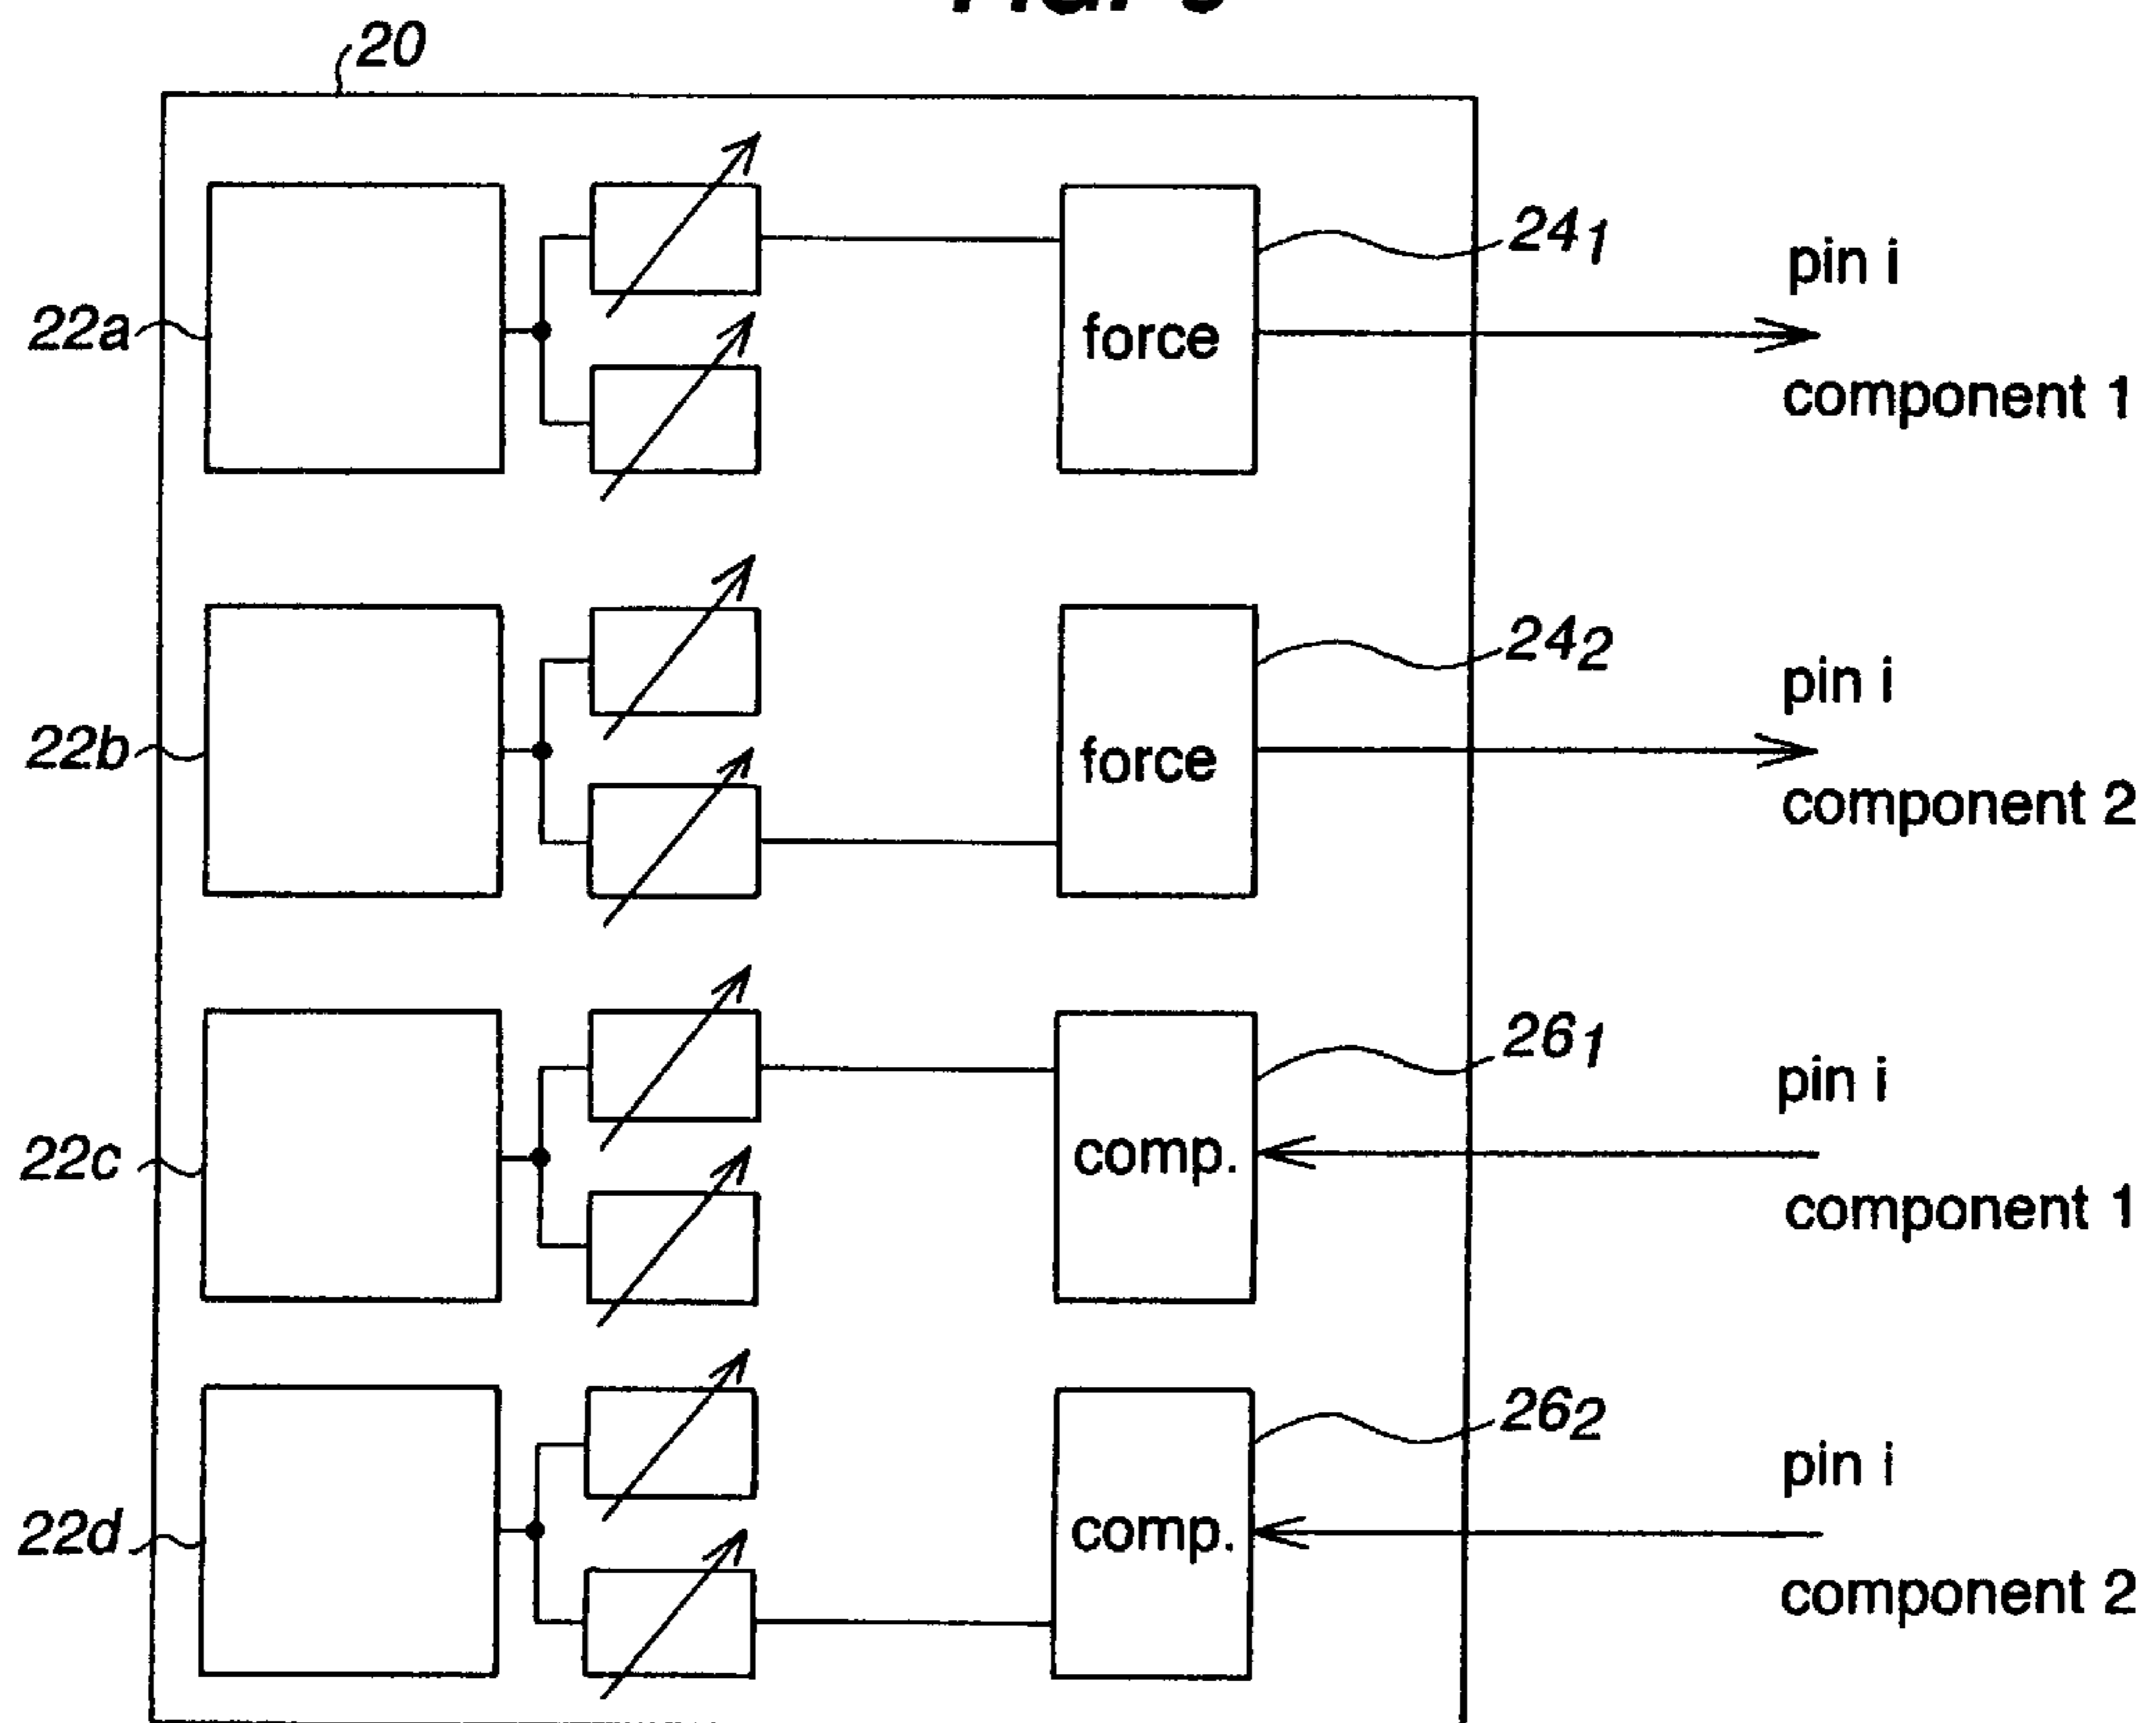 20
22a
force
24₁
pin i
component 1
22b
force
24₂
pin i
component 2
22c
comp.
26₁
pin i
component 1
22d
comp.
26₂
pin i
component 2